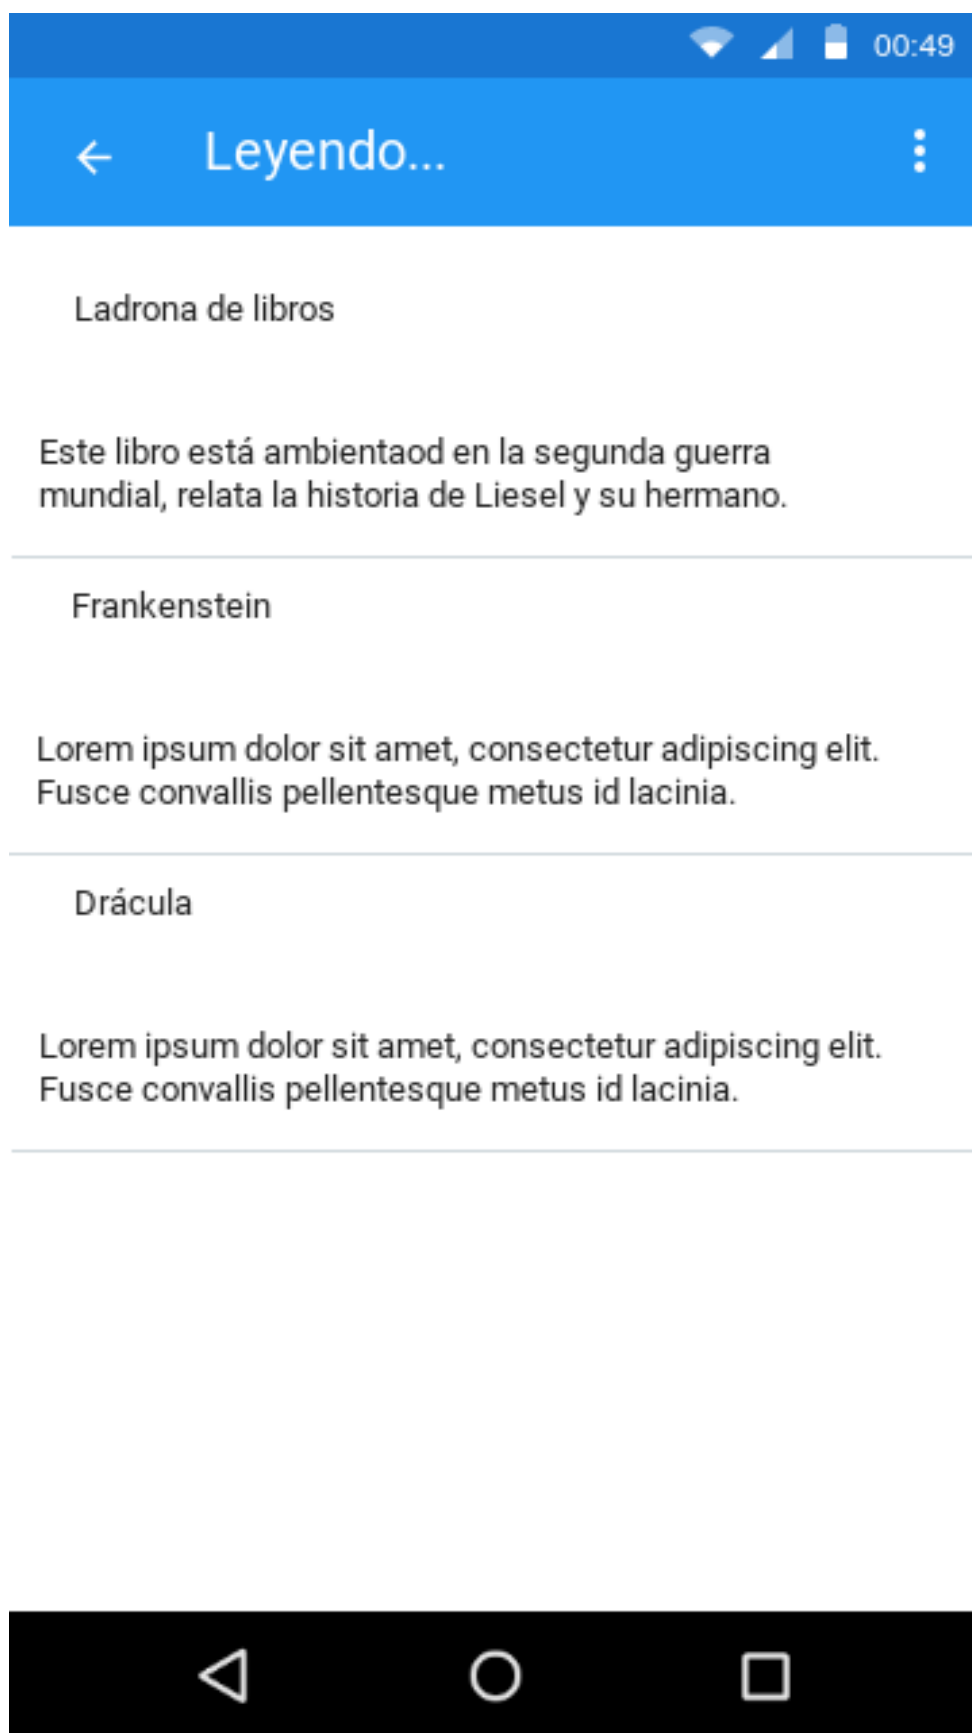 00:49
Leyendo...
Ladrona de libros
Este libro está ambientaod en la segunda guerra
mundial, relata la historia de Liesel y su hermano.
Frankenstein
Lorem ipsum dolor sit amet, consectetur adipiscing elit.
Fusce convallis pellentesque metus id lacinia.
Drácula
Lorem ipsum dolor sit amet, consectetur adipiscing elit.
Fusce convallis pellentesque metus id lacinia.